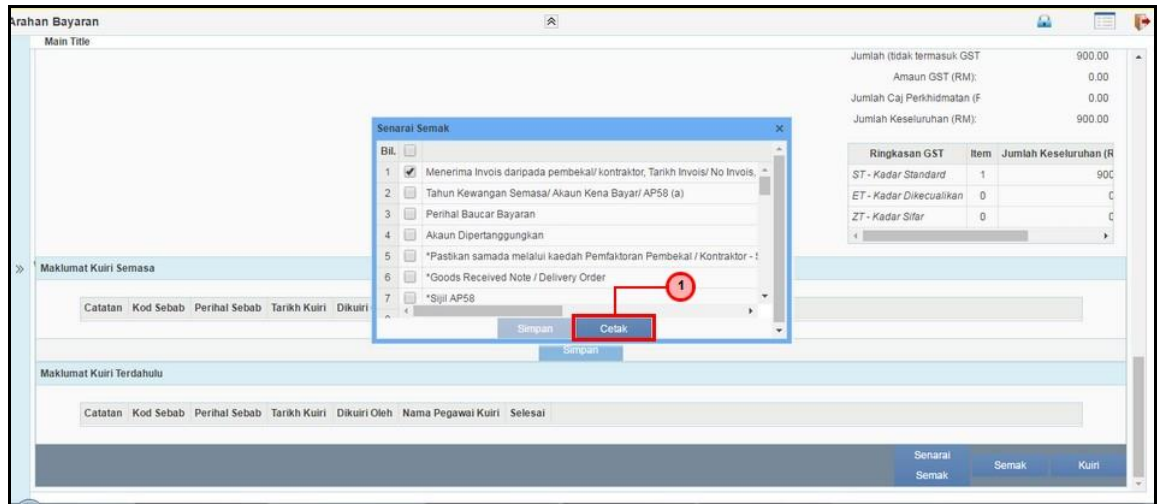 Arahan Bayaran
Main Title
Jumlah (tidak termasuk GST 900.00
Amaun GST (RM): 0.00
Jumlah Caj Perkhidmatan (F 0.00
Jumlah Keseluruhan (RM): 900.00
Ringkasan GST Item Jumlah Keseluruhan (R
ST - Kadar Standard 1 900
ET - Kadar Dikecualikan 0 0
ZT - Kadar Sifar 0 0
Senarai Semak
Bil.
1 Menerima Invois daripada pembekal/ kontraktor, Tarikh Invois/ No Invois,
2 Tahun Kewangan Semasa/ Akaun Kena Bayar/ AP58 (a)
3 Perihal Baucar Bayaran
4 Akaun Dipertanggungkan
5 *Pastikan samada melalui kaedah Pemfaktoran Pembekal / Kontraktor -
6 *Goods Received Note / Delivery Order
7 *Sijil AP58
1
Simpan Cetak
Maklumat Kuiri Semasa
Catatan Kod Sebab Perihal Sebab Tarikh Kuiri Dikuiri
Simpan
Maklumat Kuiri Terdahulu
Catatan Kod Sebab Perihal Sebab Tarikh Kuiri Dikuiri Oleh Nama Pegawai Kuiri Selesai
Senarai Semak Semak Kuiri